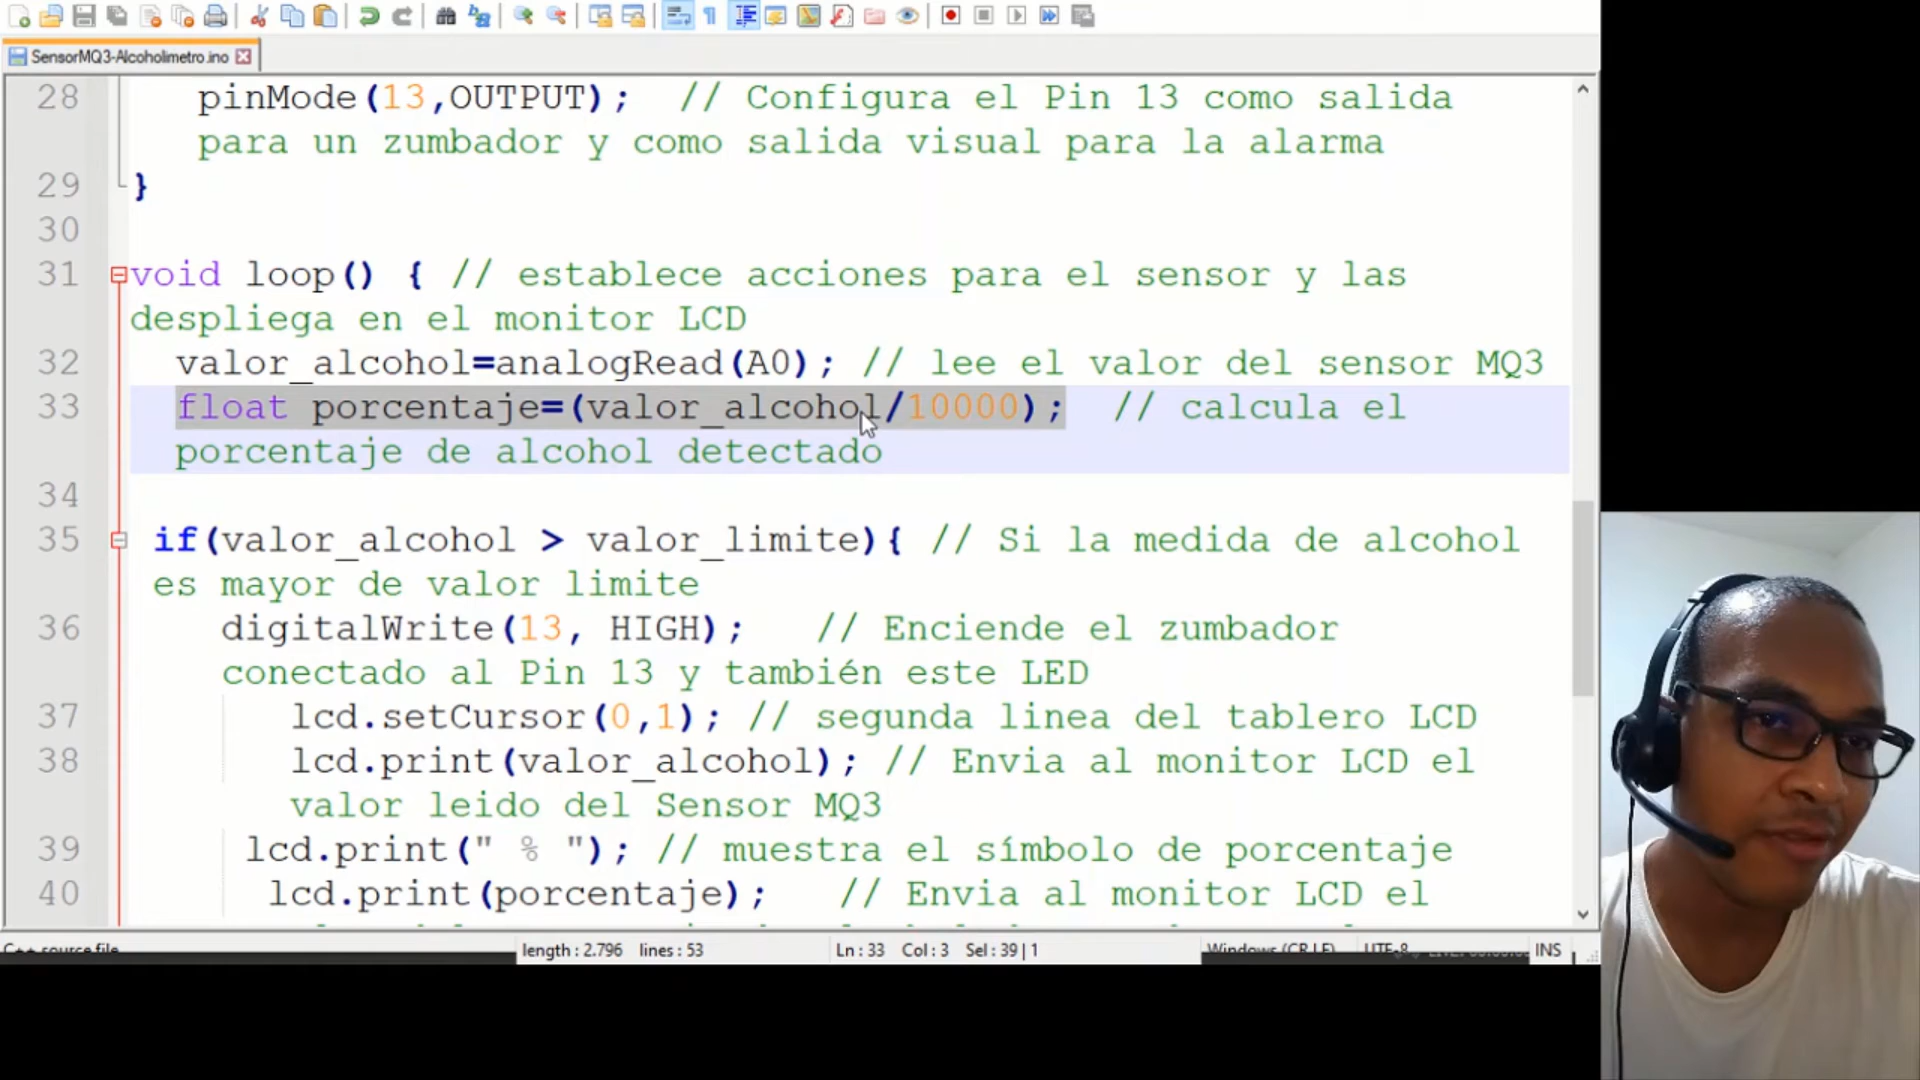 SensorMQ3-Alcoholimetro.ino
28 pinMode(13,OUTPUT); // Configura el Pin 13 como salida
para un zumbador y como salida visual para la alarma
29 }
30
31 void loop() { // establece acciones para el sensor y las
despliega en el monitor LCD
32 valor_alcohol=analogRead(A0); // lee el valor del sensor MQ3
33 float porcentaje=(valor_alcohol/10000); // calcula el
porcentaje de alcohol detectado
34
35 if(valor_alcohol > valor_limite){ // Si la medida de alcohol
es mayor de valor limite
36 digitalWrite(13, HIGH); // Enciende el zumbador
conectado al Pin 13 y también este LED
37 lcd.setCursor(0,1); // segunda linea del tablero LCD
38 lcd.print(valor_alcohol); // Envia al monitor LCD el
valor leido del Sensor MQ3
39 lcd.print(" % "); // muestra el símbolo de porcentaje
40 lcd.print(porcentaje); // Envia al monitor LCD el
C++ source file length : 2.796 lines : 53 Ln : 33 Col : 3 Sel : 39 | 1 Windows (CR LF) UTF-8 INS